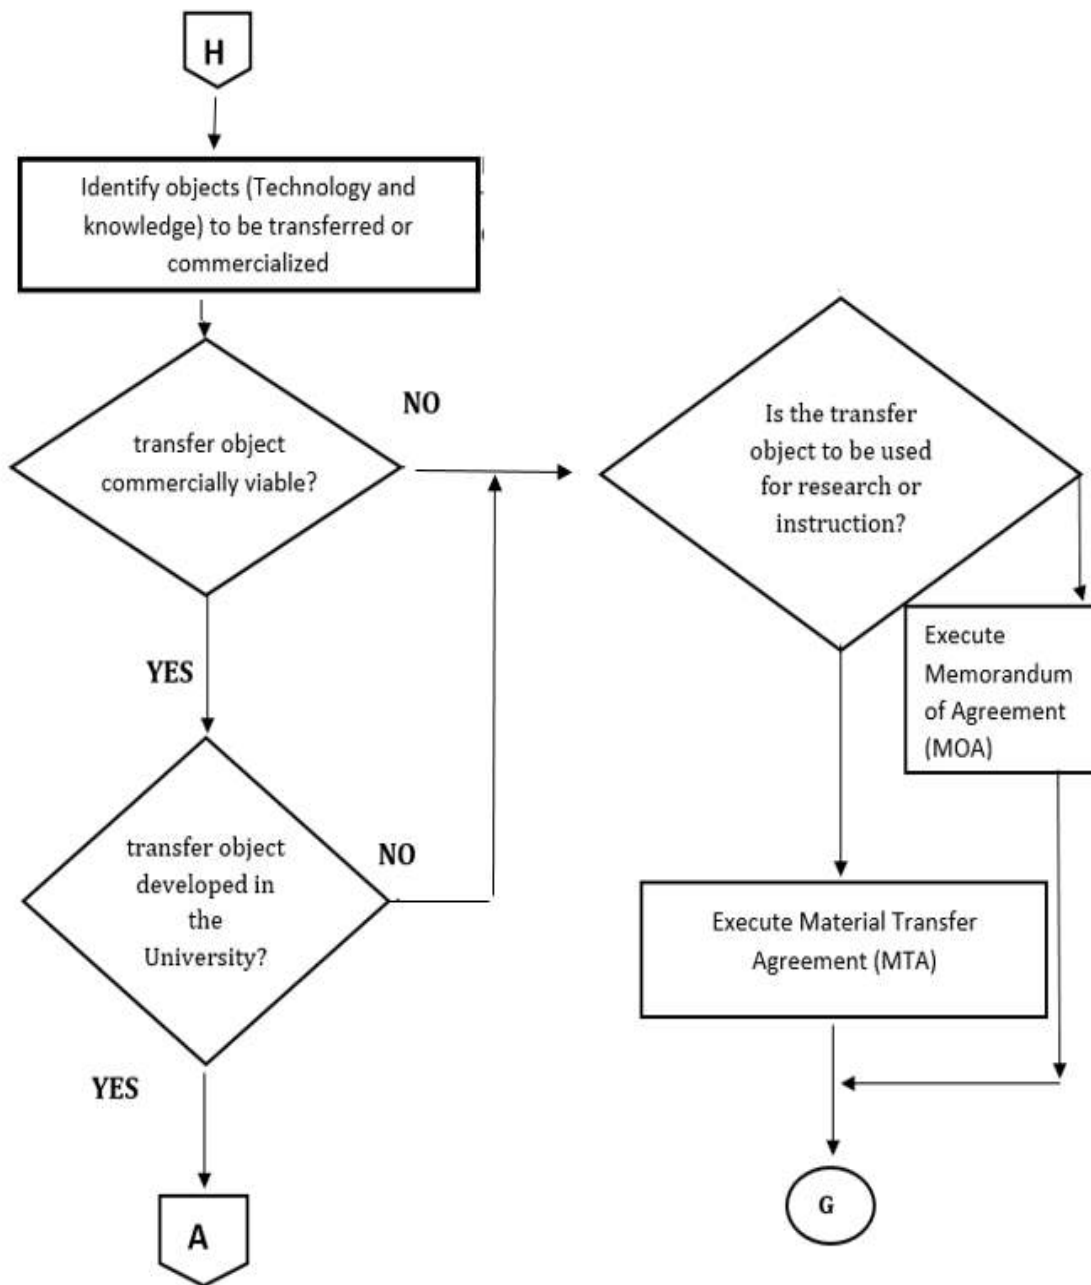 H
Identify objects (Technology and
knowledge) to be transferred or
commercialized
transfer object
commercially viable?
NO
YES
transfer object
developed in
the
University?
NO
YES
A
Is the transfer
object to be used
for research or
instruction?
Execute
Memorandum
of Agreement
(MOA)
Execute Material Transfer
Agreement (MTA)
G